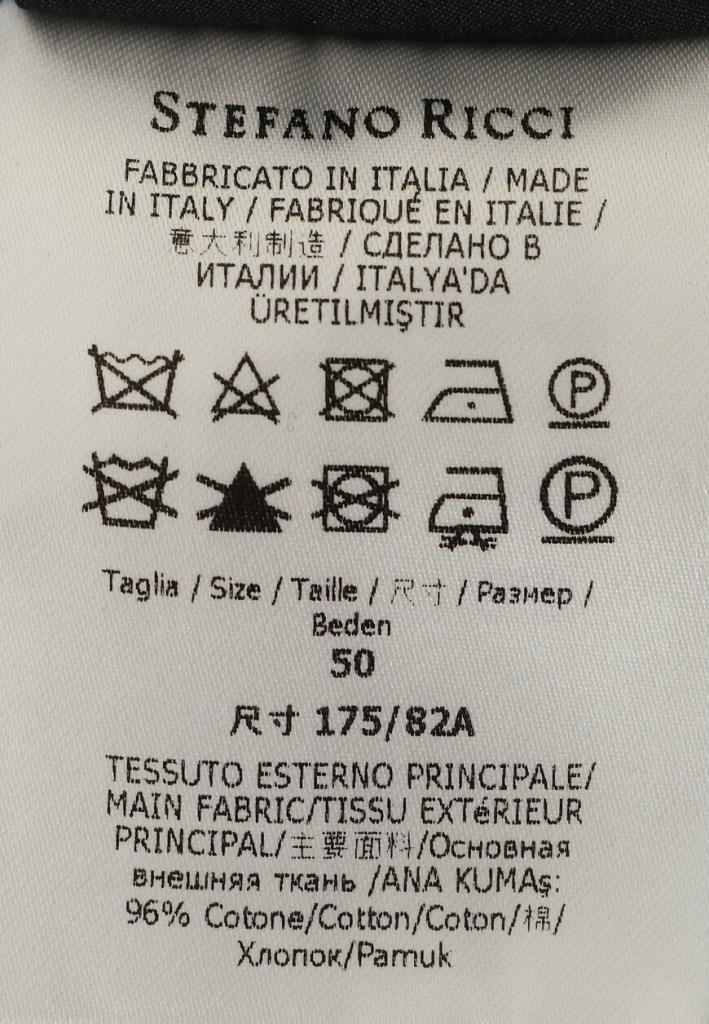 STEFANO RICCI
FABBRICATO IN ITALIA / MADE
IN ITALY / FABRIQUÉ EN ITALIE /
意大利制造 / СДЕЛАНО В
ИТАЛИИ / ITALYA'DA
ÜRETILMIŞTIR
P
P
Taglia / Size / Taille / 尺寸 / Размер /
Beden
50
尺寸 175/82A
TESSUTO ESTERNO PRINCIPALE/
MAIN FABRIC/TISSU EXTéRIEUR
PRINCIPAL/主要面料/Основная
внешняя ткань /ANA KUMAş:
96% Cotone/Cotton/Coton/棉/
Хлопок/Pamuk